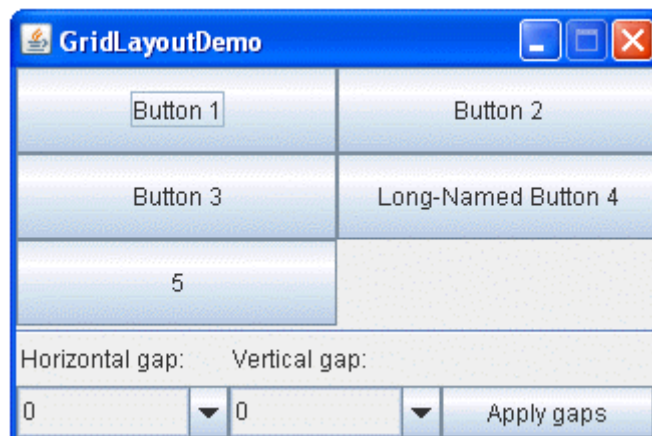 GridLayoutDemo
Button 1 Button 2
Button 3 Long-Named Button 4
5
Horizontal gap: Vertical gap:
0 0 Apply gaps